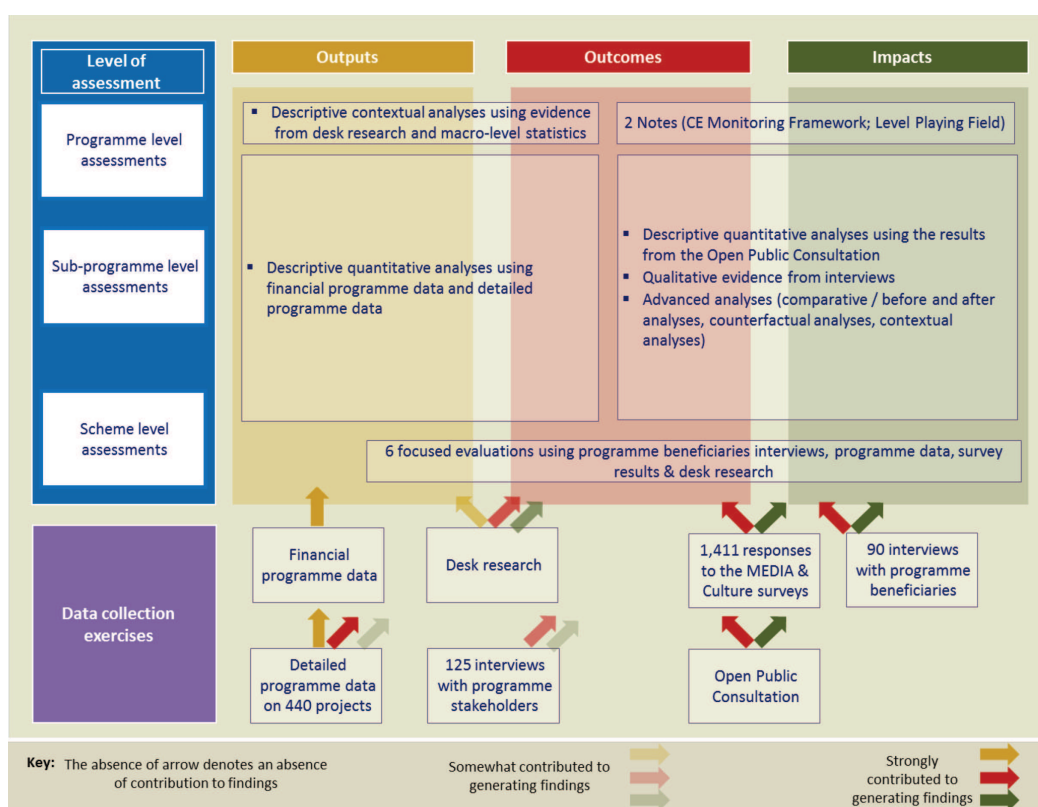 Level of
assessment
Outputs
Outcomes
Impacts
Programme level
assessments
▪ Descriptive contextual analyses using evidence
from desk research and macro-level statistics
2 Notes (CE Monitoring Framework; Level Playing Field)
Sub-programme level
assessments
▪ Descriptive quantitative analyses using
financial programme data and detailed
programme data
▪ Descriptive quantitative analyses using the results
from the Open Public Consultation
▪ Qualitative evidence from interviews
▪ Advanced analyses (comparative / before and after
analyses, counterfactual analyses, contextual
analyses)
Scheme level
assessments
6 focused evaluations using programme beneficiaries interviews, programme data, survey
results & desk research
Data collection
exercises
Financial
programme data
Desk research
1,411 responses
to the MEDIA &
Culture surveys
90 interviews
with programme
beneficiaries
Detailed
programme data
on 440 projects
125 interviews
with programme
stakeholders
Open Public
Consultation
Key: The absence of arrow denotes an absence
of contribution to findings
Somewhat contributed to
generating findings
Strongly
contributed to
generating findings